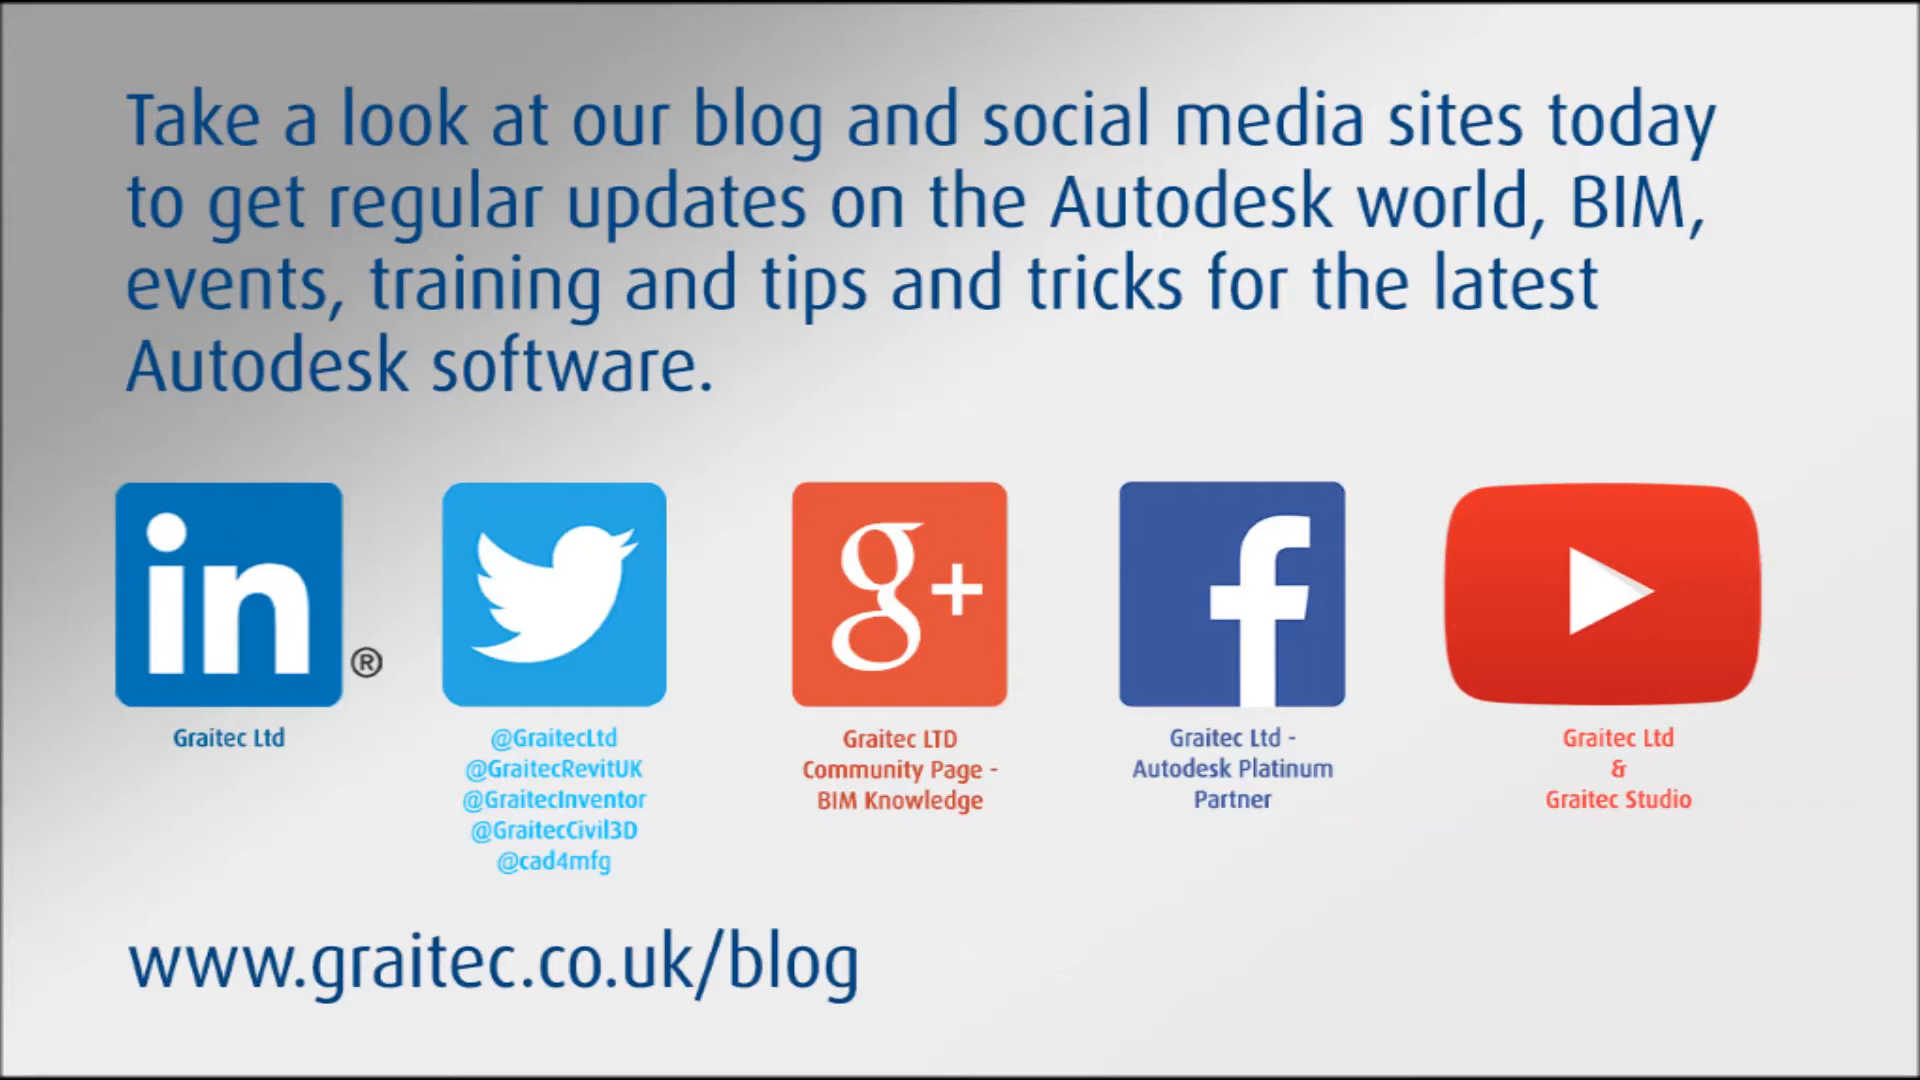 Take a look at our blog and social media sites today
to get regular updates on the Autodesk world, BIM,
events, training and tips and tricks for the latest
Autodesk software.
in ®
g+
f
Graitec Ltd
@GraitecLtd
@GraitecRevitUK
@GraitecInventor
@GraitecCivil3D
@cad4mfg
Graitec LTD
Community Page -
BIM Knowledge
Graitec Ltd -
Autodesk Platinum
Partner
Graitec Ltd
&
Graitec Studio
www.graitec.co.uk/blog